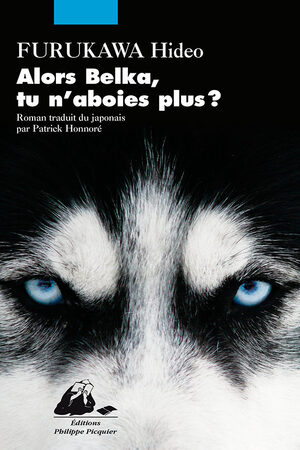 FURUKAWA Hideo
Alors Belka,
tu n'aboies plus ?
Roman traduit du japonais
par Patrick Honnoré
Éditions
Philippe Picquier